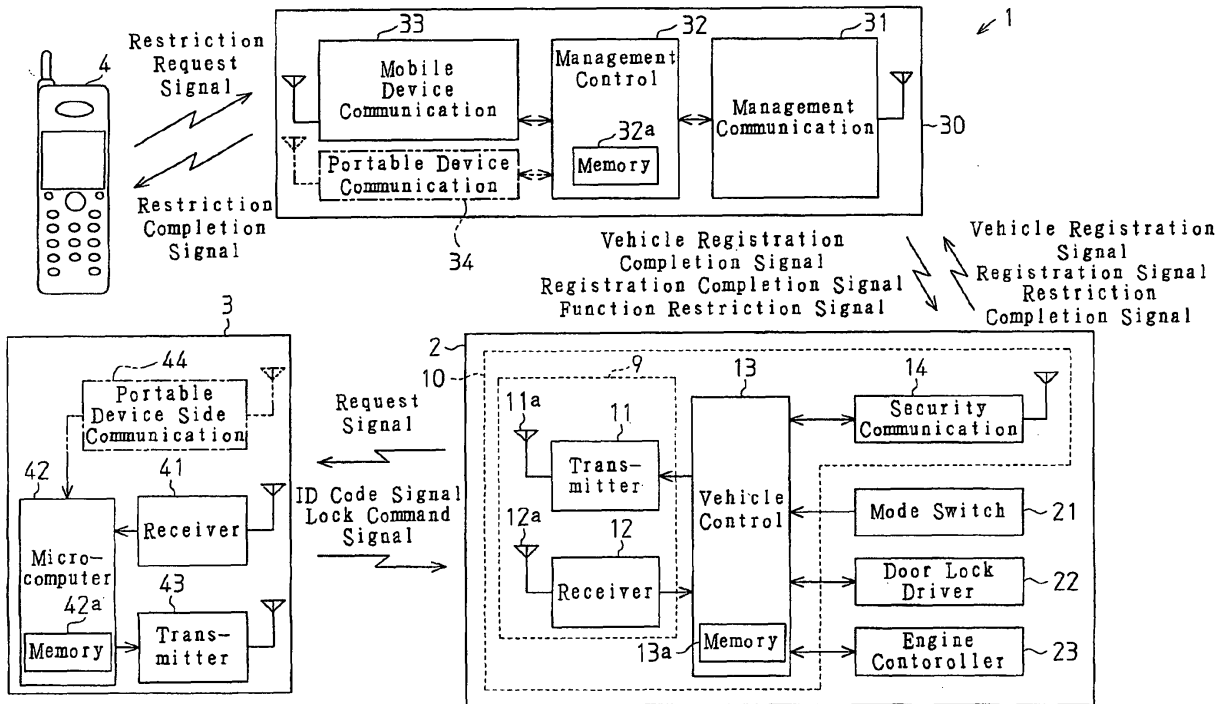 1
33
32
31
4
Restriction
Request
Signal
Mobile
Device
Communication
Management
Control
32a
Memory
Management
Communication
30
Portable Device
Communication
34
Restriction
Completion
Signal
Vehicle Registration
Completion Signal
Registration Completion Signal
Function Restriction Signal
Vehicle Registration
Signal
Registration Signal
Restriction
Completion Signal
3
44
Portable
Device Side
Communication
42
41
Receiver
Micro-
computer
42a
Memory
43
Trans-
mitter
Request
Signal
ID Code Signal
Lock Command
Signal
2
10
9
11a
11
Trans-
mitter
12a
12
Receiver
13
Vehicle
Control
13a
Memory
14
Security
Communication
Mode Switch
21
Door Lock
Driver
22
Engine
Contoroller
23